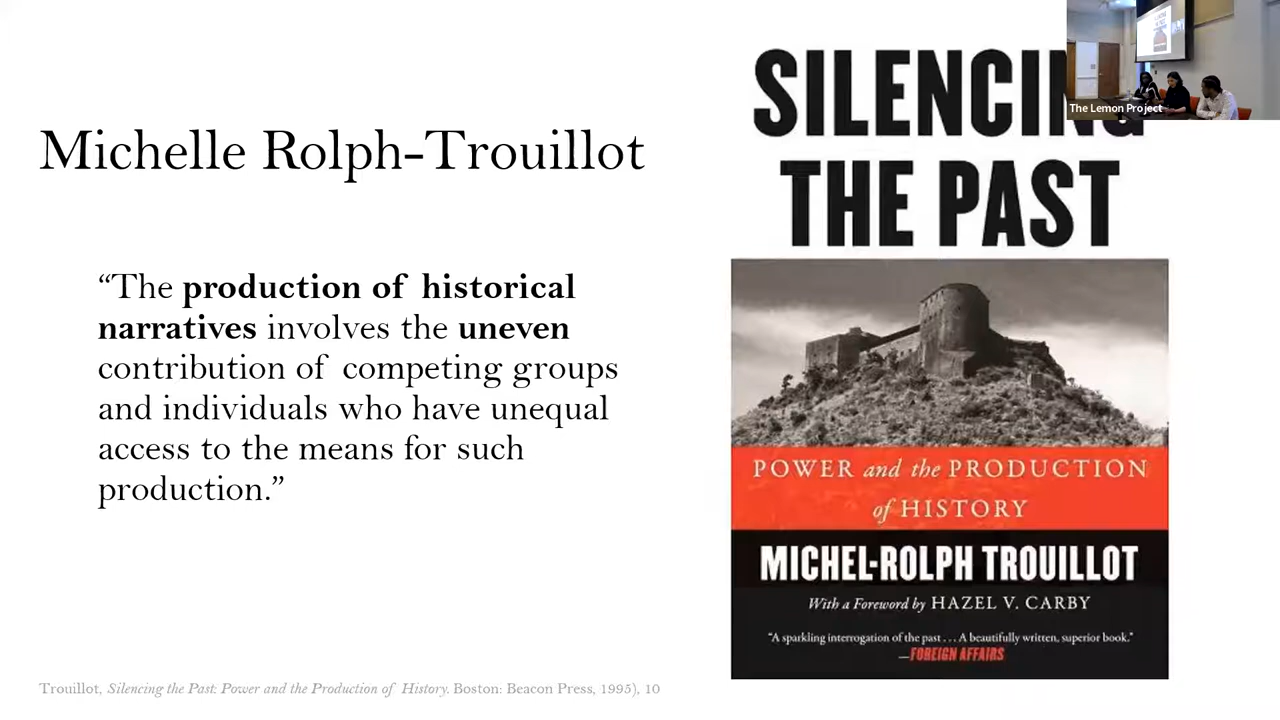 Michelle Rolph-Trouillot
“The production of historical
narratives involves the uneven
contribution of competing groups
and individuals who have unequal
access to the means for such
production.”
Trouillot, Silencing the Past: Power and the Production of History. Boston: Beacon Press, 1995), 10
SILENCING
THE PAST
POWER and the PRODUCTION
of HISTORY
MICHEL-ROLPH TROUILLOT
With a Foreword by HAZEL V. CARBY
“A sparkling interrogation of the past . . . A beautifully written, superior book.”
—FOREIGN AFFAIRS
The Lemon Project